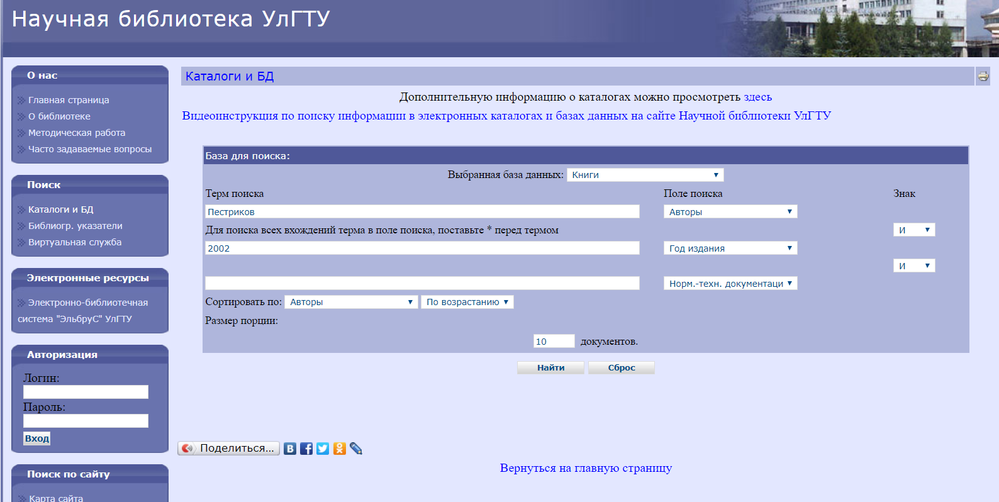 Научная библиотека УлГТУ
О нас
Главная страница
О библиотеке
Методическая работа
Часто задаваемые вопросы
Поиск
Каталоги и БД
Библиогр. указатели
Виртуальная служба
Электронные ресурсы
Электронно-библиотечная
система "ЭльбруС" УлГТУ
Авторизация
Логин:
Пароль:
Вход
Поиск по сайту
Карта сайта
Каталоги и БД
Дополнительную информацию о каталогах можно просмотреть здесь
Видеоинструкция по поиску информации в электронных каталогах и базах данных на сайте Научной библиотеки УлГТУ
База для поиска:
Выбранная база данных: Книги
Терм поиска Поле поиска Знак
Пестриков Авторы
Для поиска всех вхождений терма в поле поиска, поставьте * перед термом И
2002 Год издания
И
Норм.-техн. документаци
Сортировать по: Авторы По возрастанию
Размер порции:
10 документов.
Найти Сброс
Поделиться...
Вернуться на главную страницу